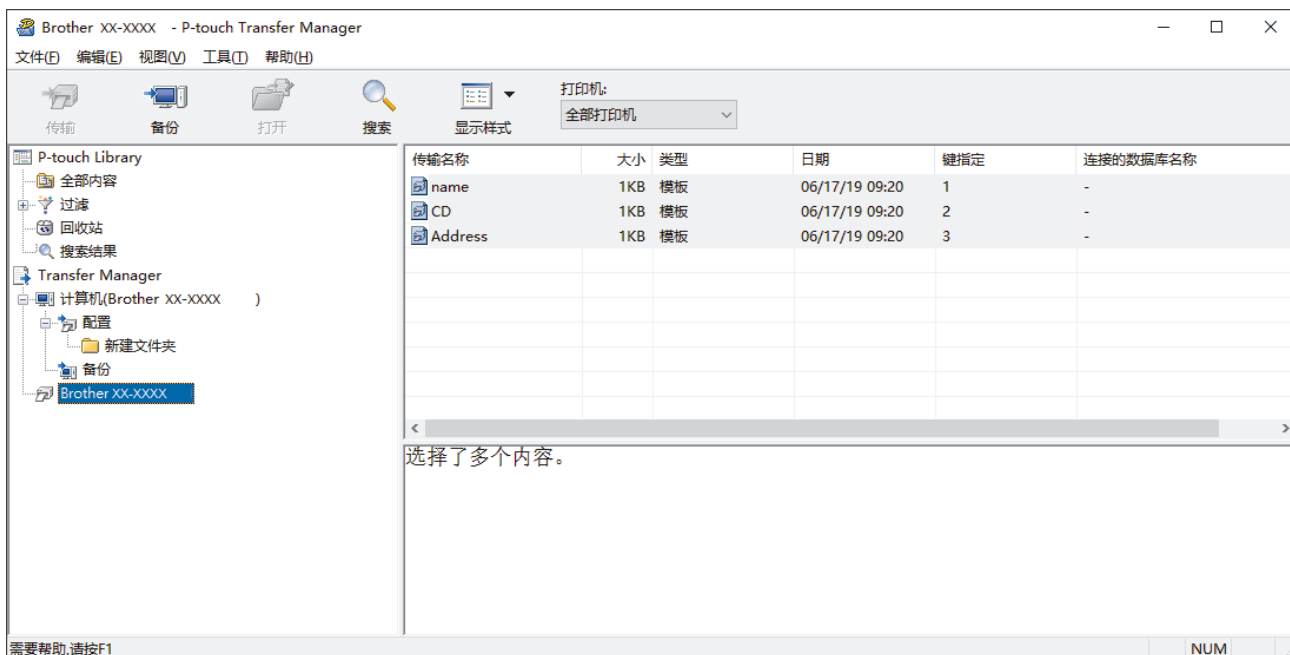 Brother XX-XXXX - P-touch Transfer Manager
文件(F) 编辑(E) 视图(V) 工具(T) 帮助(H)
传输 备份 打开 搜索 显示样式
打印机:
全部打印机
P-touch Library
全部内容
过滤
回收站
搜索结果
Transfer Manager
计算机(Brother XX-XXXX )
配置
新建文件夹
备份
Brother XX-XXXX
传输名称 大小 类型 日期 键指定 连接的数据库名称
name 1KB 模板 06/17/19 09:20 1 -
CD 1KB 模板 06/17/19 09:20 2 -
Address 1KB 模板 06/17/19 09:20 3 -
选择了多个内容。
需要帮助,请按F1
NUM